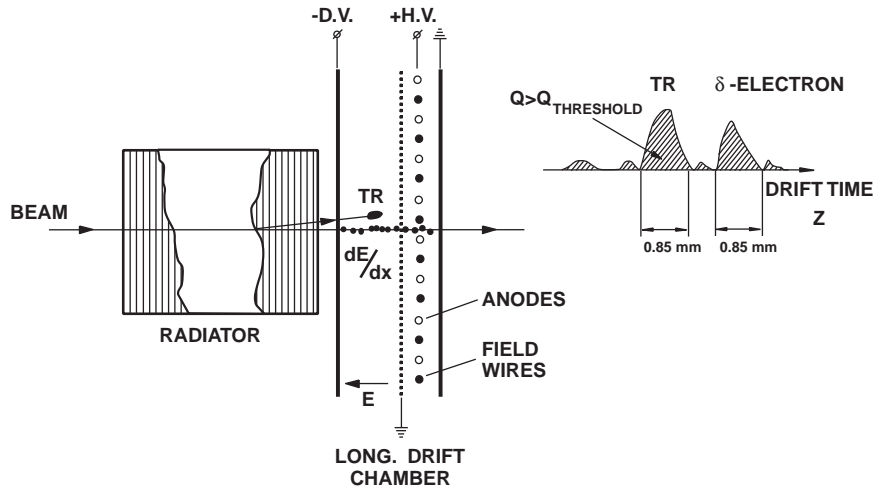 -D.V.
+H.V.
TR
δ -ELECTRON
Q>Q THRESHOLD
BEAM
TR
DRIFT TIME
Z
0.85 mm
0.85 mm
dE/dx
ANODES
RADIATOR
FIELD
WIRES
E
LONG. DRIFT
CHAMBER